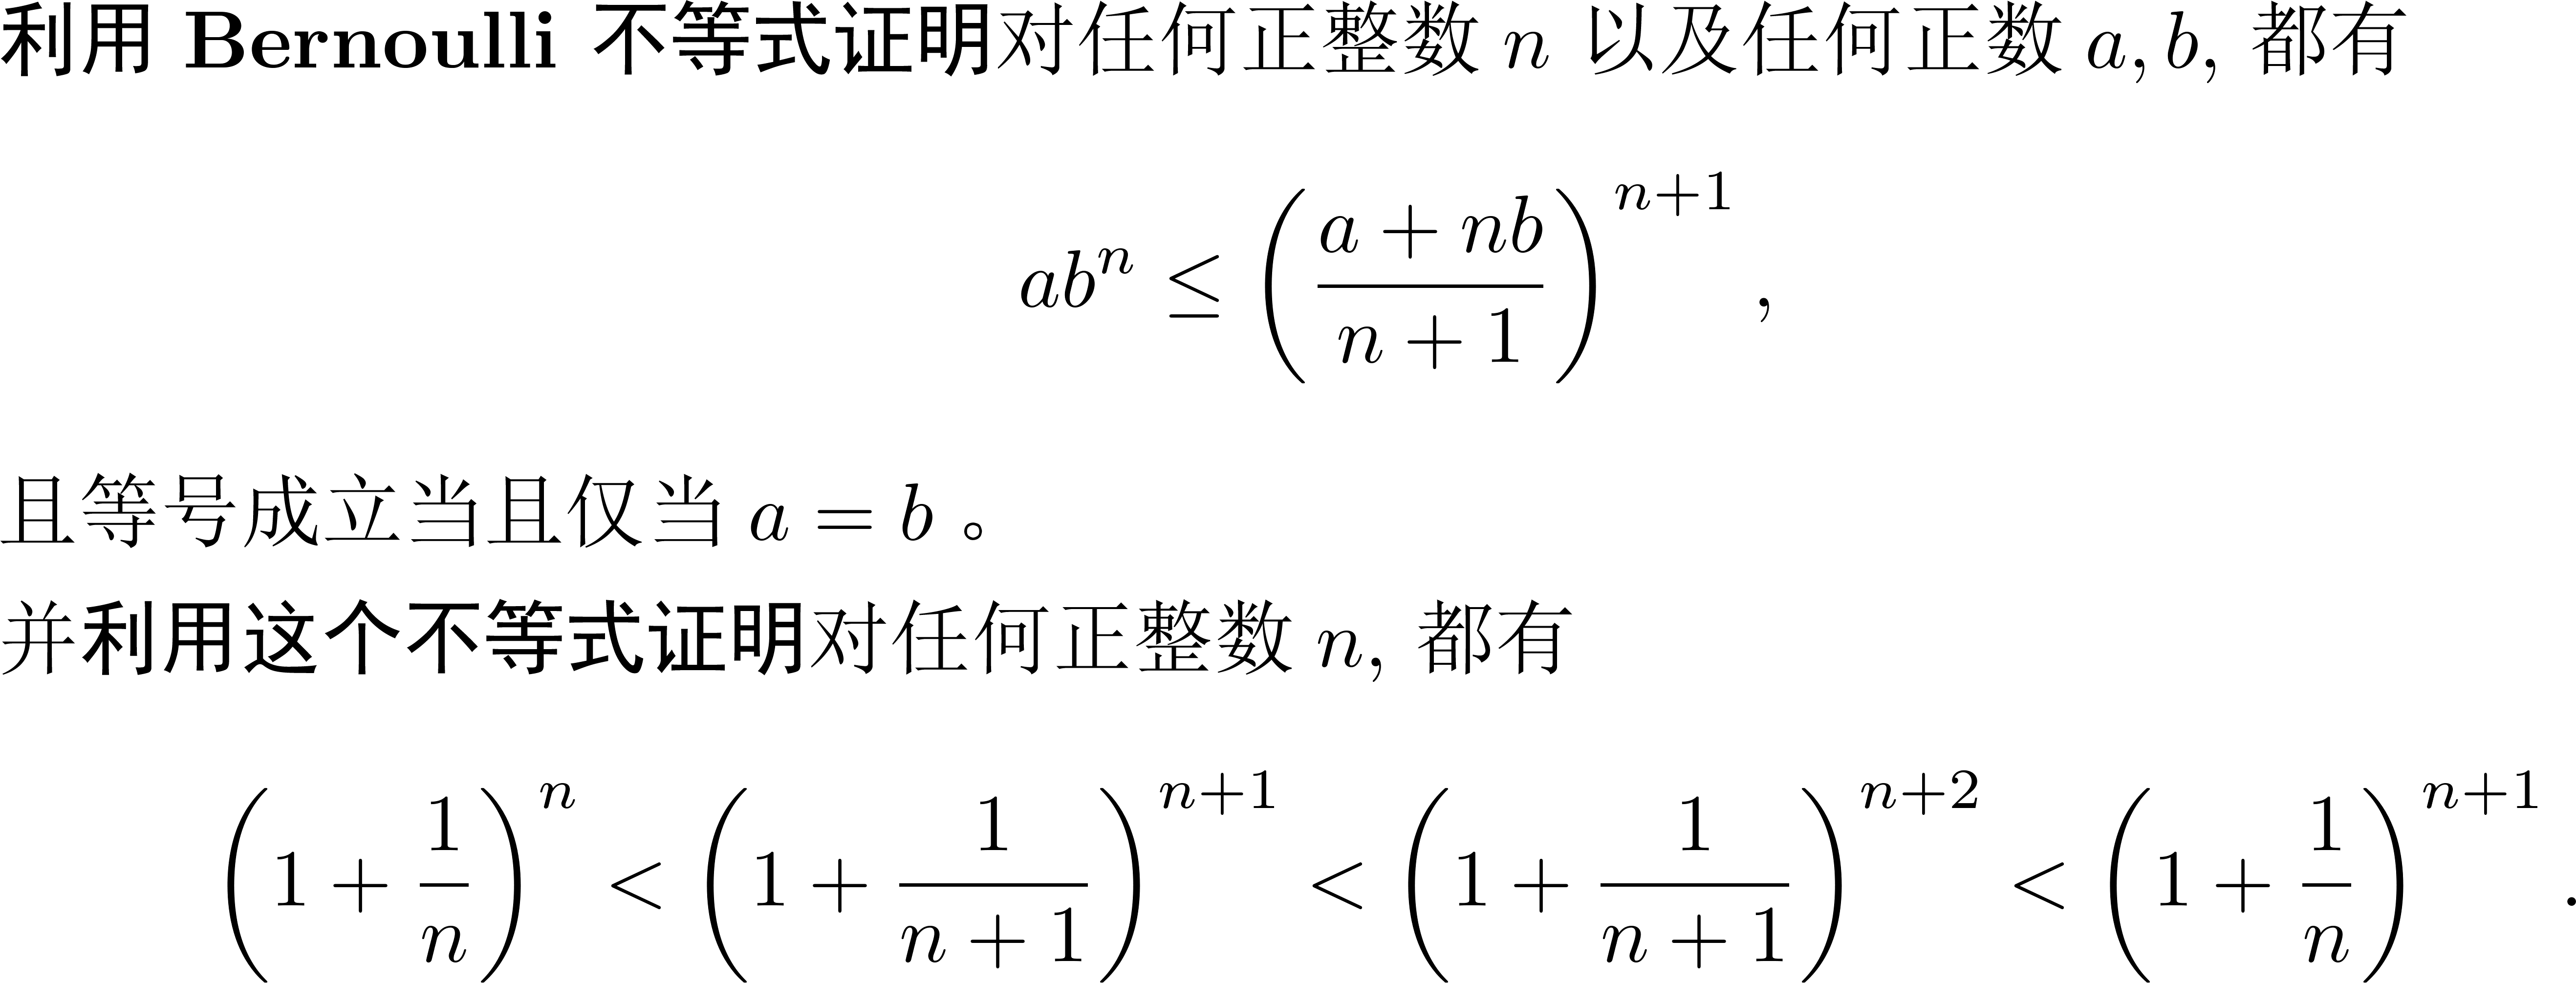 利用 Bernoulli 不等式证明对任何正整数 n 以及任何正数 a, b, 都有
ab^n ≤ ((a + nb)/(n + 1))^{n+1} ,
且等号成立当且仅当 a = b 。
并利用这个不等式证明对任何正整数 n, 都有
(1 + 1/n)^n < (1 + 1/(n + 1))^{n+1} < (1 + 1/(n + 1))^{n+2} < (1 + 1/n)^{n+1} .